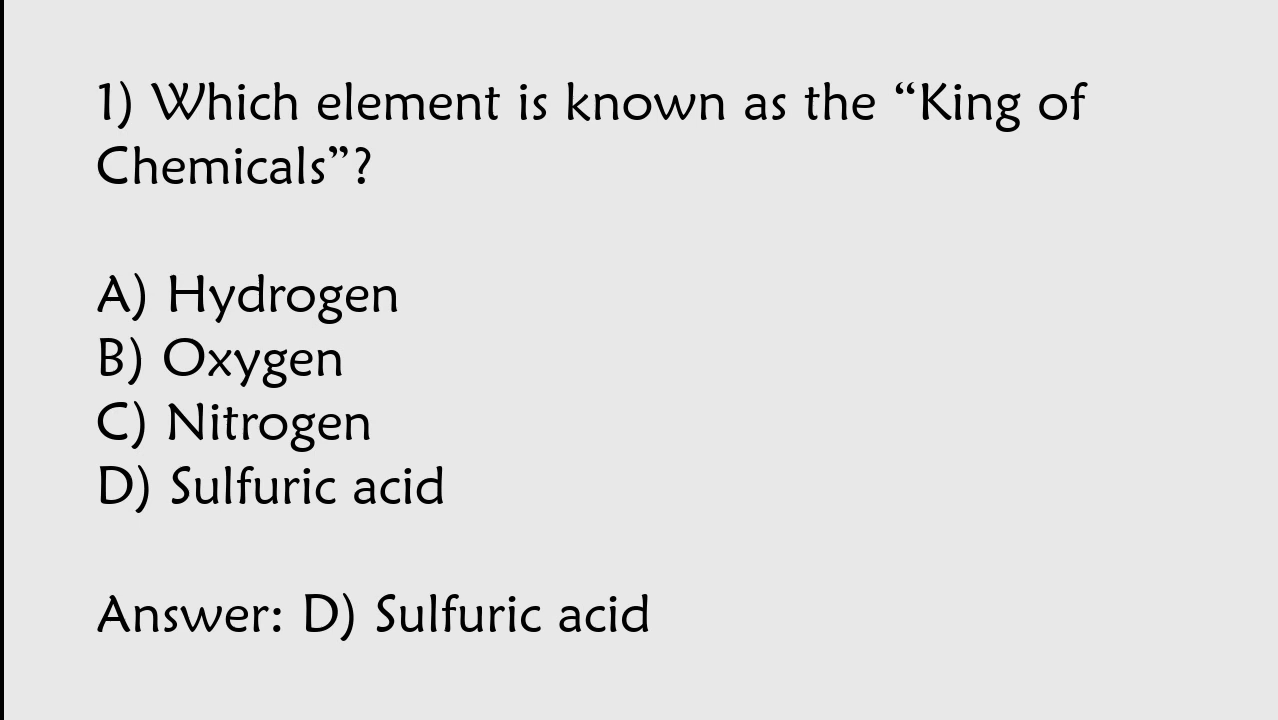 1) Which element is known as the “King of
Chemicals”?
A) Hydrogen
B) Oxygen
C) Nitrogen
D) Sulfuric acid
Answer: D) Sulfuric acid